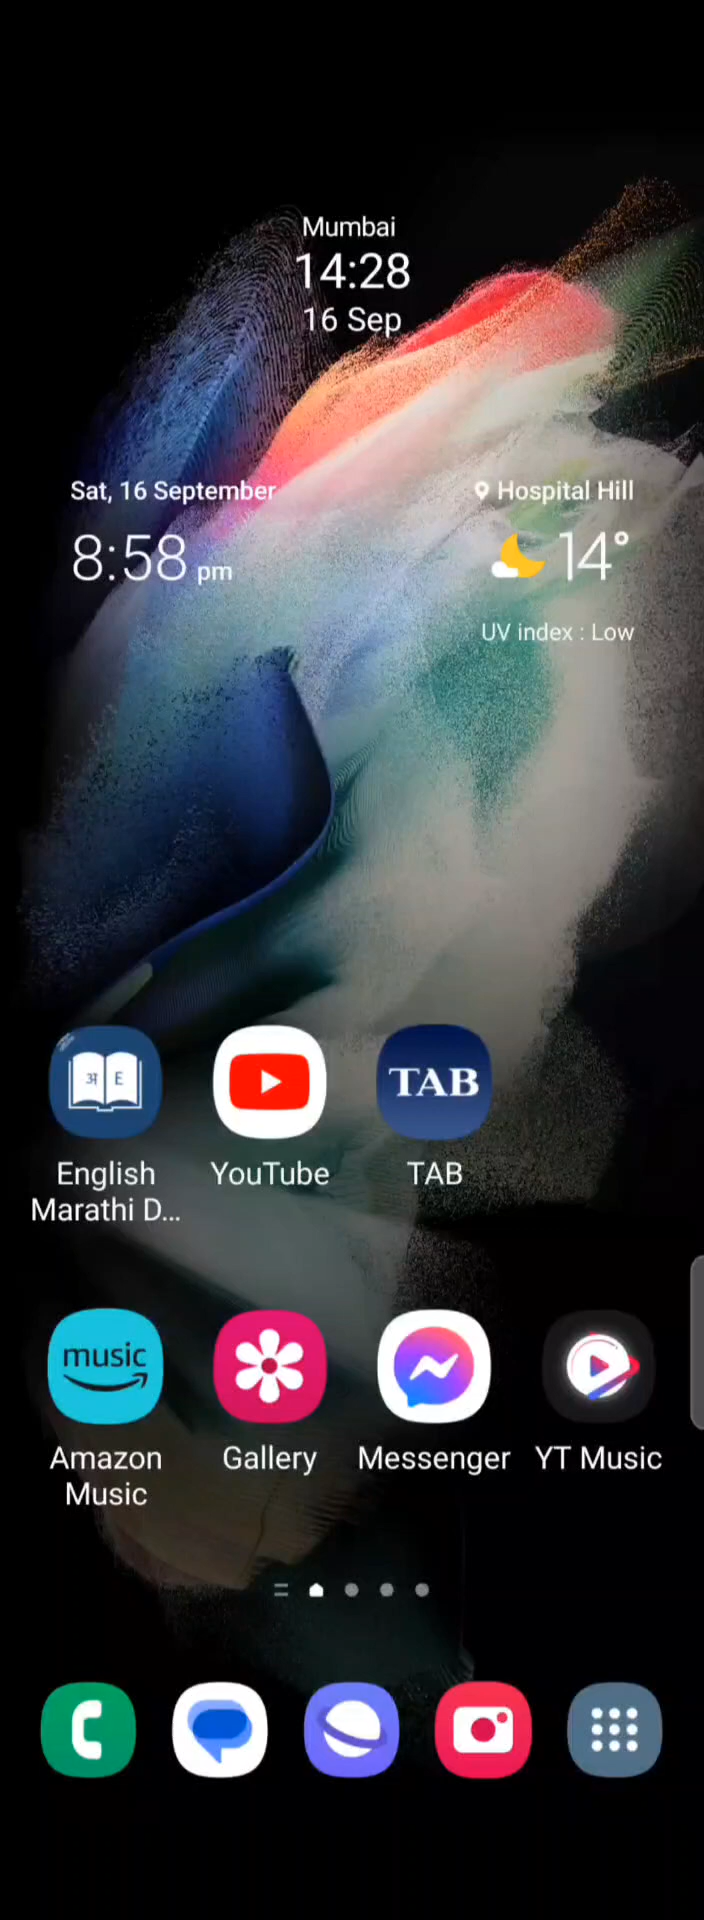 Mumbai
14:28
16 Sep
Sat, 16 September
Hospital Hill
8:58 pm
14°
UV index : Low
अ E
TAB
English
Marathi D...
YouTube
TAB
music
Amazon
Music
Gallery
Messenger
YT Music